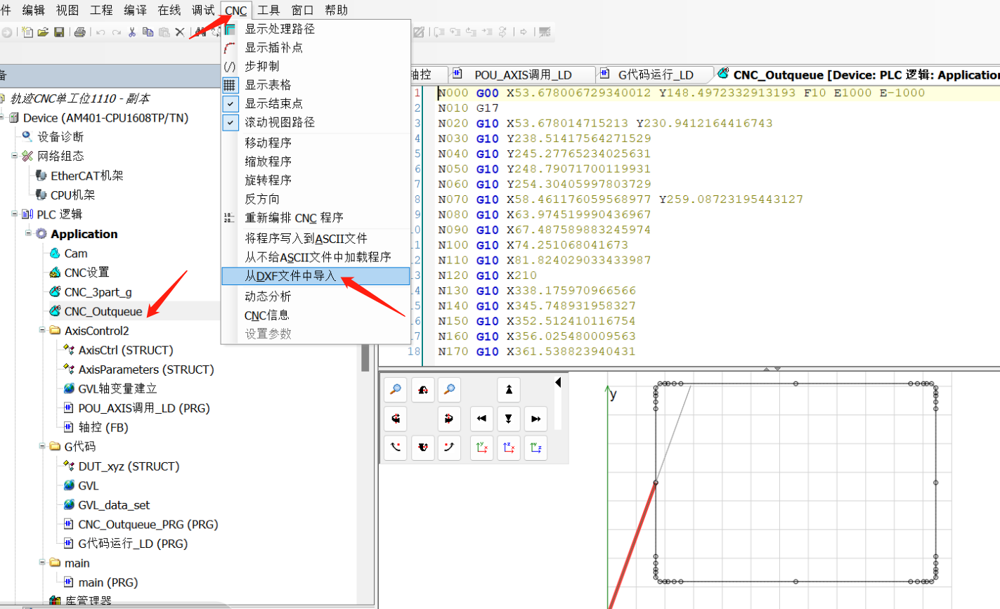 件 编辑 视图 工程 编译 在线 调试 CNC 工具 窗口 帮助
显示处理路径
显示插补点
(/) 步抑制
显示表格
显示结束点
滚动视图路径
移动程序
缩放程序
旋转程序
反方向
重新编排 CNC 程序
将程序写入到ASCII文件
从不给ASCII文件中加载程序
从DXF文件中导入
动态分析
CNC信息
设置参数
备
轨迹CNC单工位1110 - 副本
Device (AM401-CPU1608TP/TN)
设备诊断
网络组态
EtherCAT机架
CPU机架
PLC 逻辑
Application
Cam
CNC设置
CNC_3part_g
CNC_Outqueue
AxisControl2
AxisCtrl (STRUCT)
AxisParameters (STRUCT)
GVL轴变量建立
POU_AXIS调用_LD (PRG)
轴控 (FB)
G代码
DUT_xyz (STRUCT)
GVL
GVL_data_set
CNC_Outqueue_PRG (PRG)
G代码运行_LD (PRG)
main
main (PRG)
库管理器
轴控 POU_AXIS调用_LD G代码运行_LD CNC_Outqueue [Device: PLC 逻辑: Application
1 N000 G00 X53.678006729340012 Y148.4972332913193 F10 E1000 E-1000
2 N010 G17
3 N020 G10 X53.678014715213 Y230.9412164416743
4 N030 G10 Y238.51417564271529
5 N040 G10 Y245.27765234025631
6 N050 G10 Y248.79071700119931
6 N060 G10 Y254.30405997803729
8 N070 G10 X58.461176059568977 Y259.08723195443127
9 N080 G10 X63.974519990436967
10 N090 G10 X67.487589883245974
11 N100 G10 X74.251068041673
12 N110 G10 X81.824029033433987
13 N120 G10 X210
14 N130 G10 X338.175970966566
15 N140 G10 X345.748931958327
16 N150 G10 X352.512410116754
17 N160 G10 X356.025480009563
18 N170 G10 X361.538823940431
y